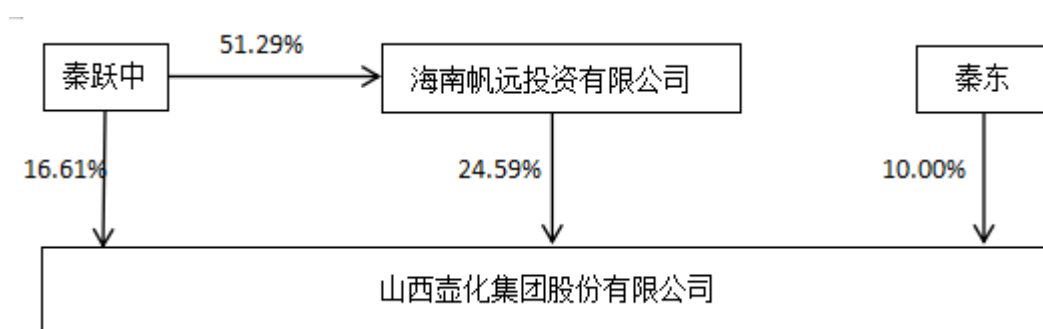 51.29%
秦跃中
海南帆远投资有限公司
秦东
16.61%
24.59%
10.00%
山西壶化集团股份有限公司